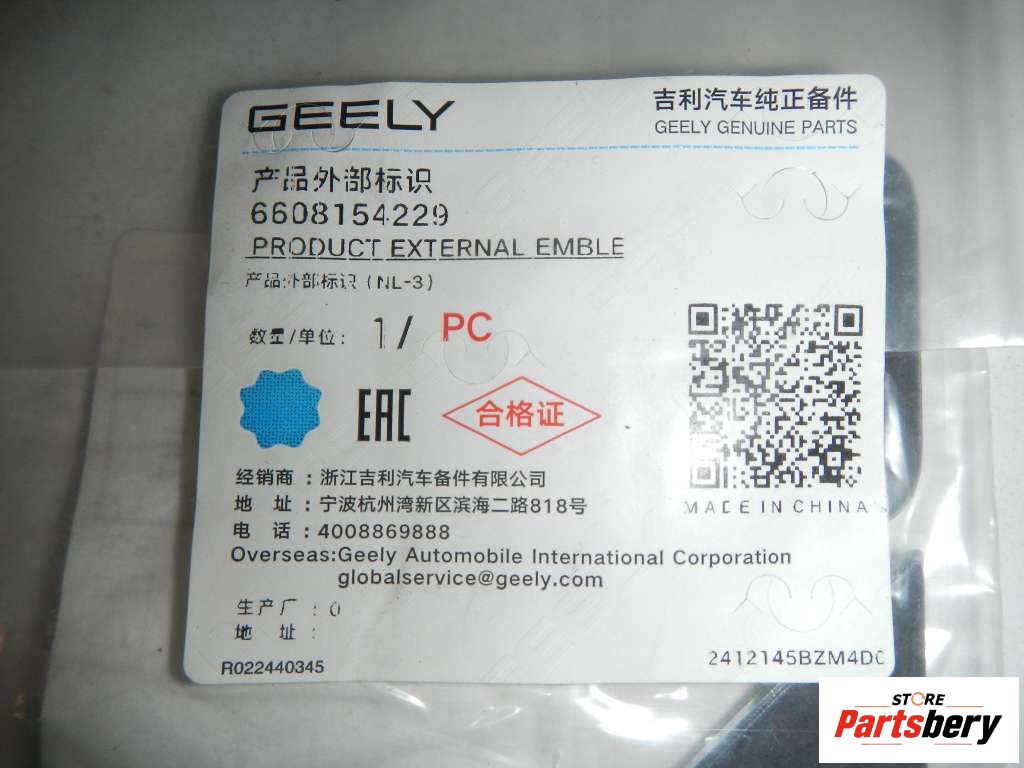 GEELY
吉利汽车纯正备件
GEELY GENUINE PARTS
产品外部标识
6608154229
PRODUCT EXTERNAL EMBLE
产品外部标识(NL-3)
数量/单位: 1/ PC
EAC
合格证
经销商:浙江吉利汽车备件有限公司
地 址:宁波杭州湾新区滨海二路818号
电 话:4008869888
Overseas:Geely Automobile International Corporation
globalservice@geely.com
生产厂:0
地 址:
MADE IN CHINA
R022440345
2412145BZM4DC
STORE
Partsbery